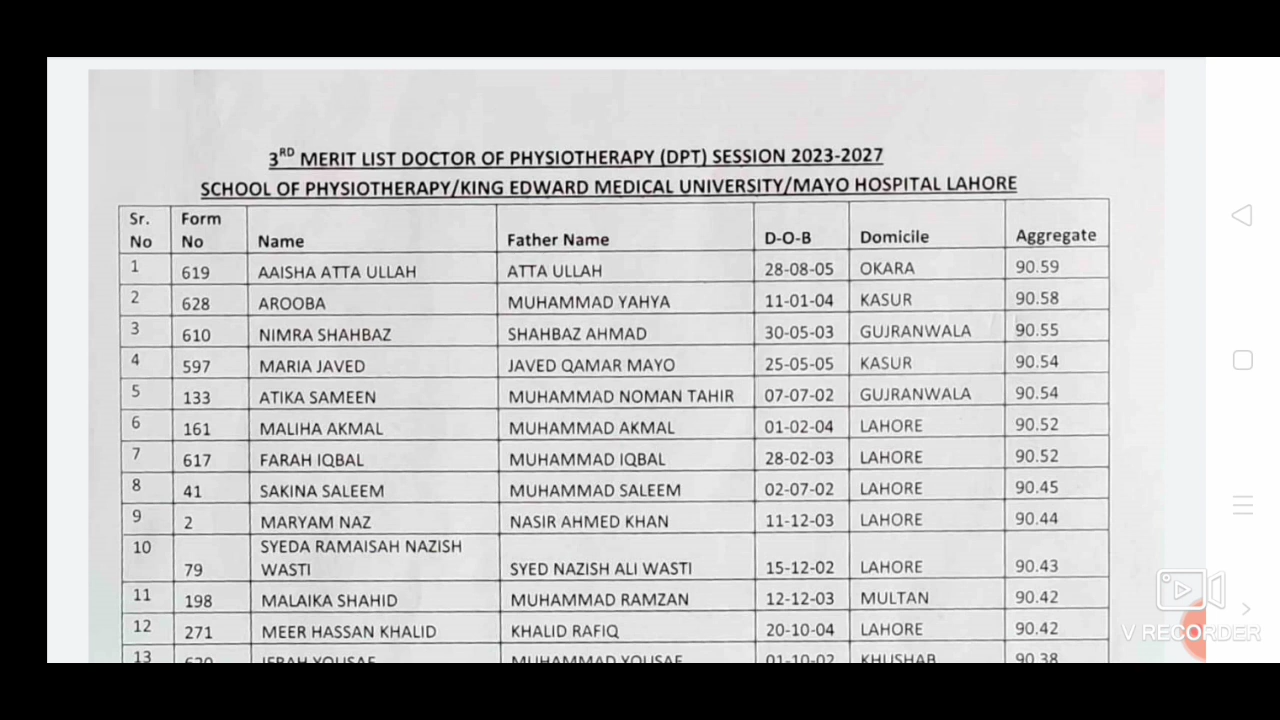 3RD MERIT LIST DOCTOR OF PHYSIOTHERAPY (DPT) SESSION 2023-2027
SCHOOL OF PHYSIOTHERAPY/KING EDWARD MEDICAL UNIVERSITY/MAYO HOSPITAL LAHORE
Sr. No Form No Name Father Name D-O-B Domicile Aggregate
1 619 AAISHA ATTA ULLAH ATTA ULLAH 28-08-05 OKARA 90.59
2 628 AROOBA MUHAMMAD YAHYA 11-01-04 KASUR 90.58
3 610 NIMRA SHAHBAZ SHAHBAZ AHMAD 30-05-03 GUJRANWALA 90.55
4 597 MARIA JAVED JAVED QAMAR MAYO 25-05-05 KASUR 90.54
5 133 ATIKA SAMEEN MUHAMMAD NOMAN TAHIR 07-07-02 GUJRANWALA 90.54
6 161 MALIHA AKMAL MUHAMMAD AKMAL 01-02-04 LAHORE 90.52
7 617 FARAH IQBAL MUHAMMAD IQBAL 28-02-03 LAHORE 90.52
8 41 SAKINA SALEEM MUHAMMAD SALEEM 02-07-02 LAHORE 90.45
9 2 MARYAM NAZ NASIR AHMED KHAN 11-12-03 LAHORE 90.44
10 79 SYEDA RAMAISAH NAZISH WASTI SYED NAZISH ALI WASTI 15-12-02 LAHORE 90.43
11 198 MALAIKA SHAHID MUHAMMAD RAMZAN 12-12-03 MULTAN 90.42
12 271 MEER HASSAN KHALID KHALID RAFIQ 20-10-04 LAHORE 90.42
13 MUHAMMAD YOUSAF 01-10-02 KHUSHAB 90.38
V RECORDER